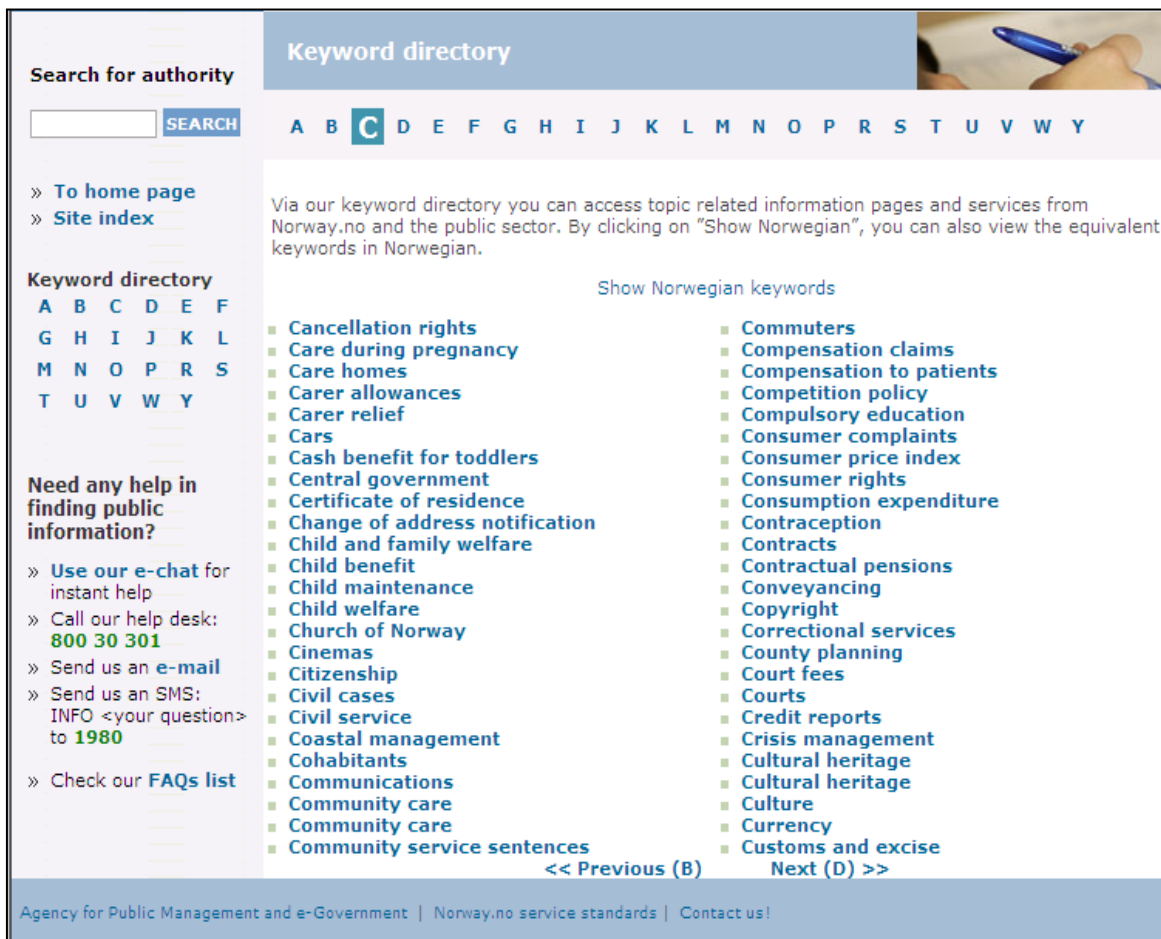 Search for authority
SEARCH
» To home page
» Site index
Keyword directory
A B C D E F
G H I J K L
M N O P R S
T U V W Y
Need any help in
finding public
information?
» Use our e-chat for
instant help
» Call our help desk:
800 30 301
» Send us an e-mail
» Send us an SMS:
INFO <your question>
to 1980
» Check our FAQs list
Keyword directory
A B C D E F G H I J K L M N O P R S T U V W Y
Via our keyword directory you can access topic related information pages and services from
Norway.no and the public sector. By clicking on ”Show Norwegian”, you can also view the equivalent
keywords in Norwegian.
Show Norwegian keywords
Cancellation rights
Care during pregnancy
Care homes
Carer allowances
Carer relief
Cars
Cash benefit for toddlers
Central government
Certificate of residence
Change of address notification
Child and family welfare
Child benefit
Child maintenance
Child welfare
Church of Norway
Cinemas
Citizenship
Civil cases
Civil service
Coastal management
Cohabitants
Communications
Community care
Community care
Community service sentences
Commuters
Compensation claims
Compensation to patients
Competition policy
Compulsory education
Consumer complaints
Consumer price index
Consumer rights
Consumption expenditure
Contraception
Contracts
Contractual pensions
Conveyancing
Copyright
Correctional services
County planning
Court fees
Courts
Credit reports
Crisis management
Cultural heritage
Cultural heritage
Culture
Currency
Customs and excise
<< Previous (B) Next (D) >>
Agency for Public Management and e-Government | Norway.no service standards | Contact us!